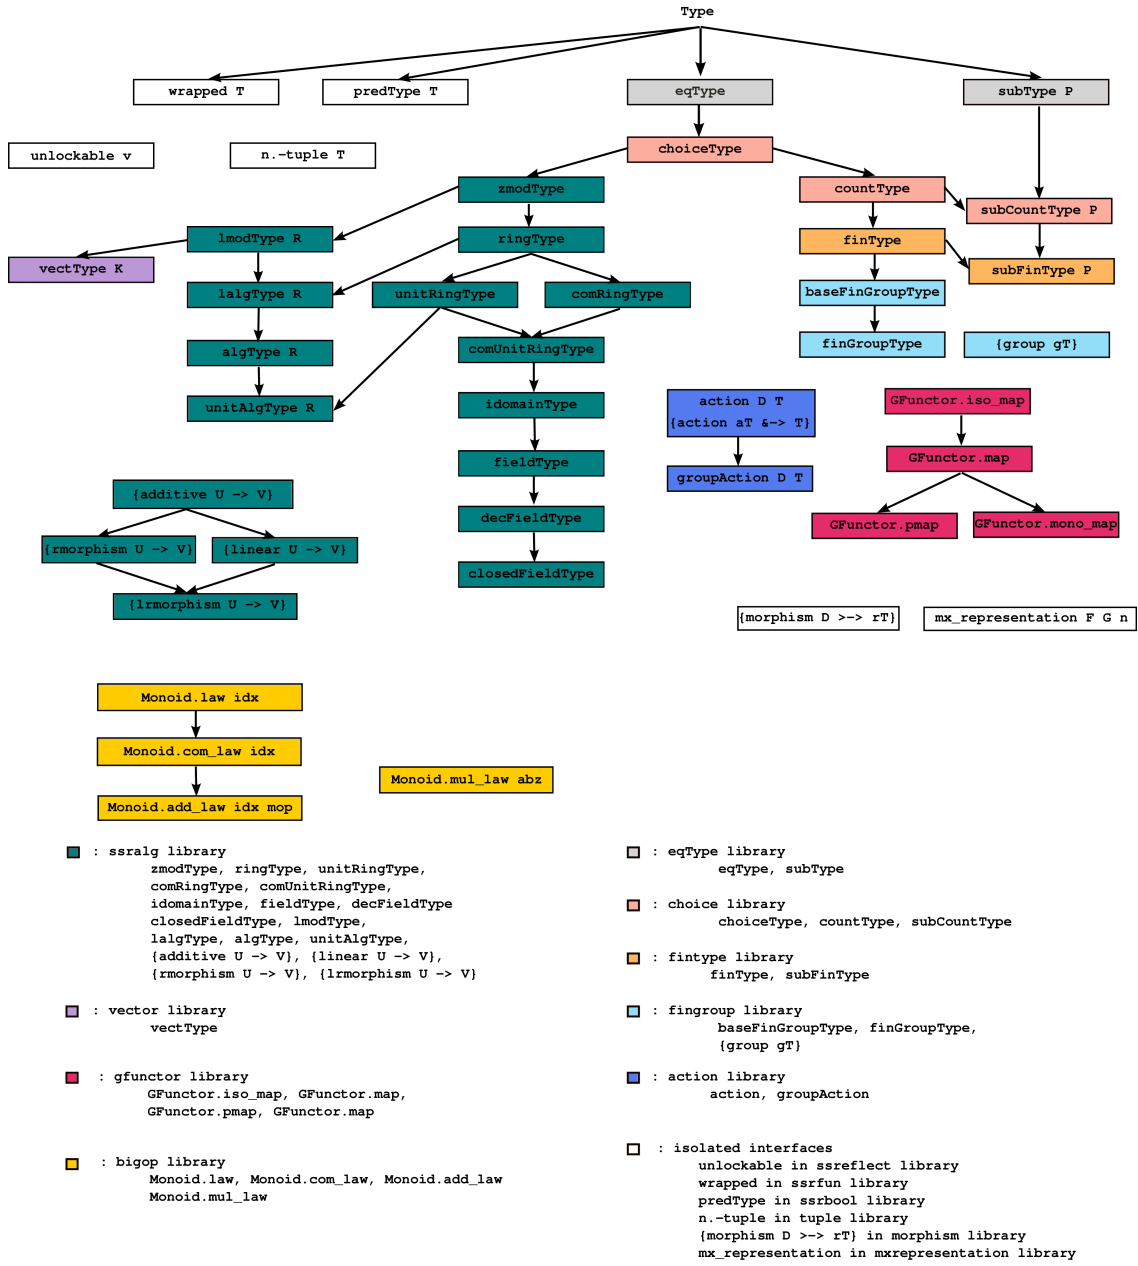 Type
wrapped T
predType T
eqType
subType P
unlockable v
n.-tuple T
choiceType
zmodType
countType
subCountType P
lmodType R
ringType
finType
vectType K
subFinType P
lalgType R
unitRingType
comRingType
baseFinGroupType
algType R
comUnitRingType
finGroupType
{group gT}
unitAlgType R
idomainType
action D T
{action aT &-> T}
GFunctor.iso_map
fieldType
groupAction D T
GFunctor.map
{additive U -> V}
decFieldType
GFunctor.pmap
GFunctor.mono_map
{rmorphism U -> V}
{linear U -> V}
closedFieldType
{lrmorphism U -> V}
{morphism D >-> rT}
mx_representation F G n
Monoid.law idx
Monoid.com_law idx
Monoid.mul_law abz
Monoid.add_law idx mop
: ssralg library
zmodType, ringType, unitRingType,
comRingType, comUnitRingType,
idomainType, fieldType, decFieldType
closedFieldType, lmodType,
lalgType, algType, unitAlgType,
{additive U -> V}, {linear U -> V},
{rmorphism U -> V}, {lrmorphism U -> V}
: vector library
vectType
: gfunctor library
GFunctor.iso_map, GFunctor.map,
GFunctor.pmap, GFunctor.map
: bigop library
Monoid.law, Monoid.com_law, Monoid.add_law
Monoid.mul_law
: eqType library
eqType, subType
: choice library
choiceType, countType, subCountType
: fintype library
finType, subFinType
: fingroup library
baseFinGroupType, finGroupType,
{group gT}
: action library
action, groupAction
: isolated interfaces
unlockable in ssreflect library
wrapped in ssrfun library
predType in ssrbool library
n.-tuple in tuple library
{morphism D >-> rT} in morphism library
mx_representation in mxrepresentation library